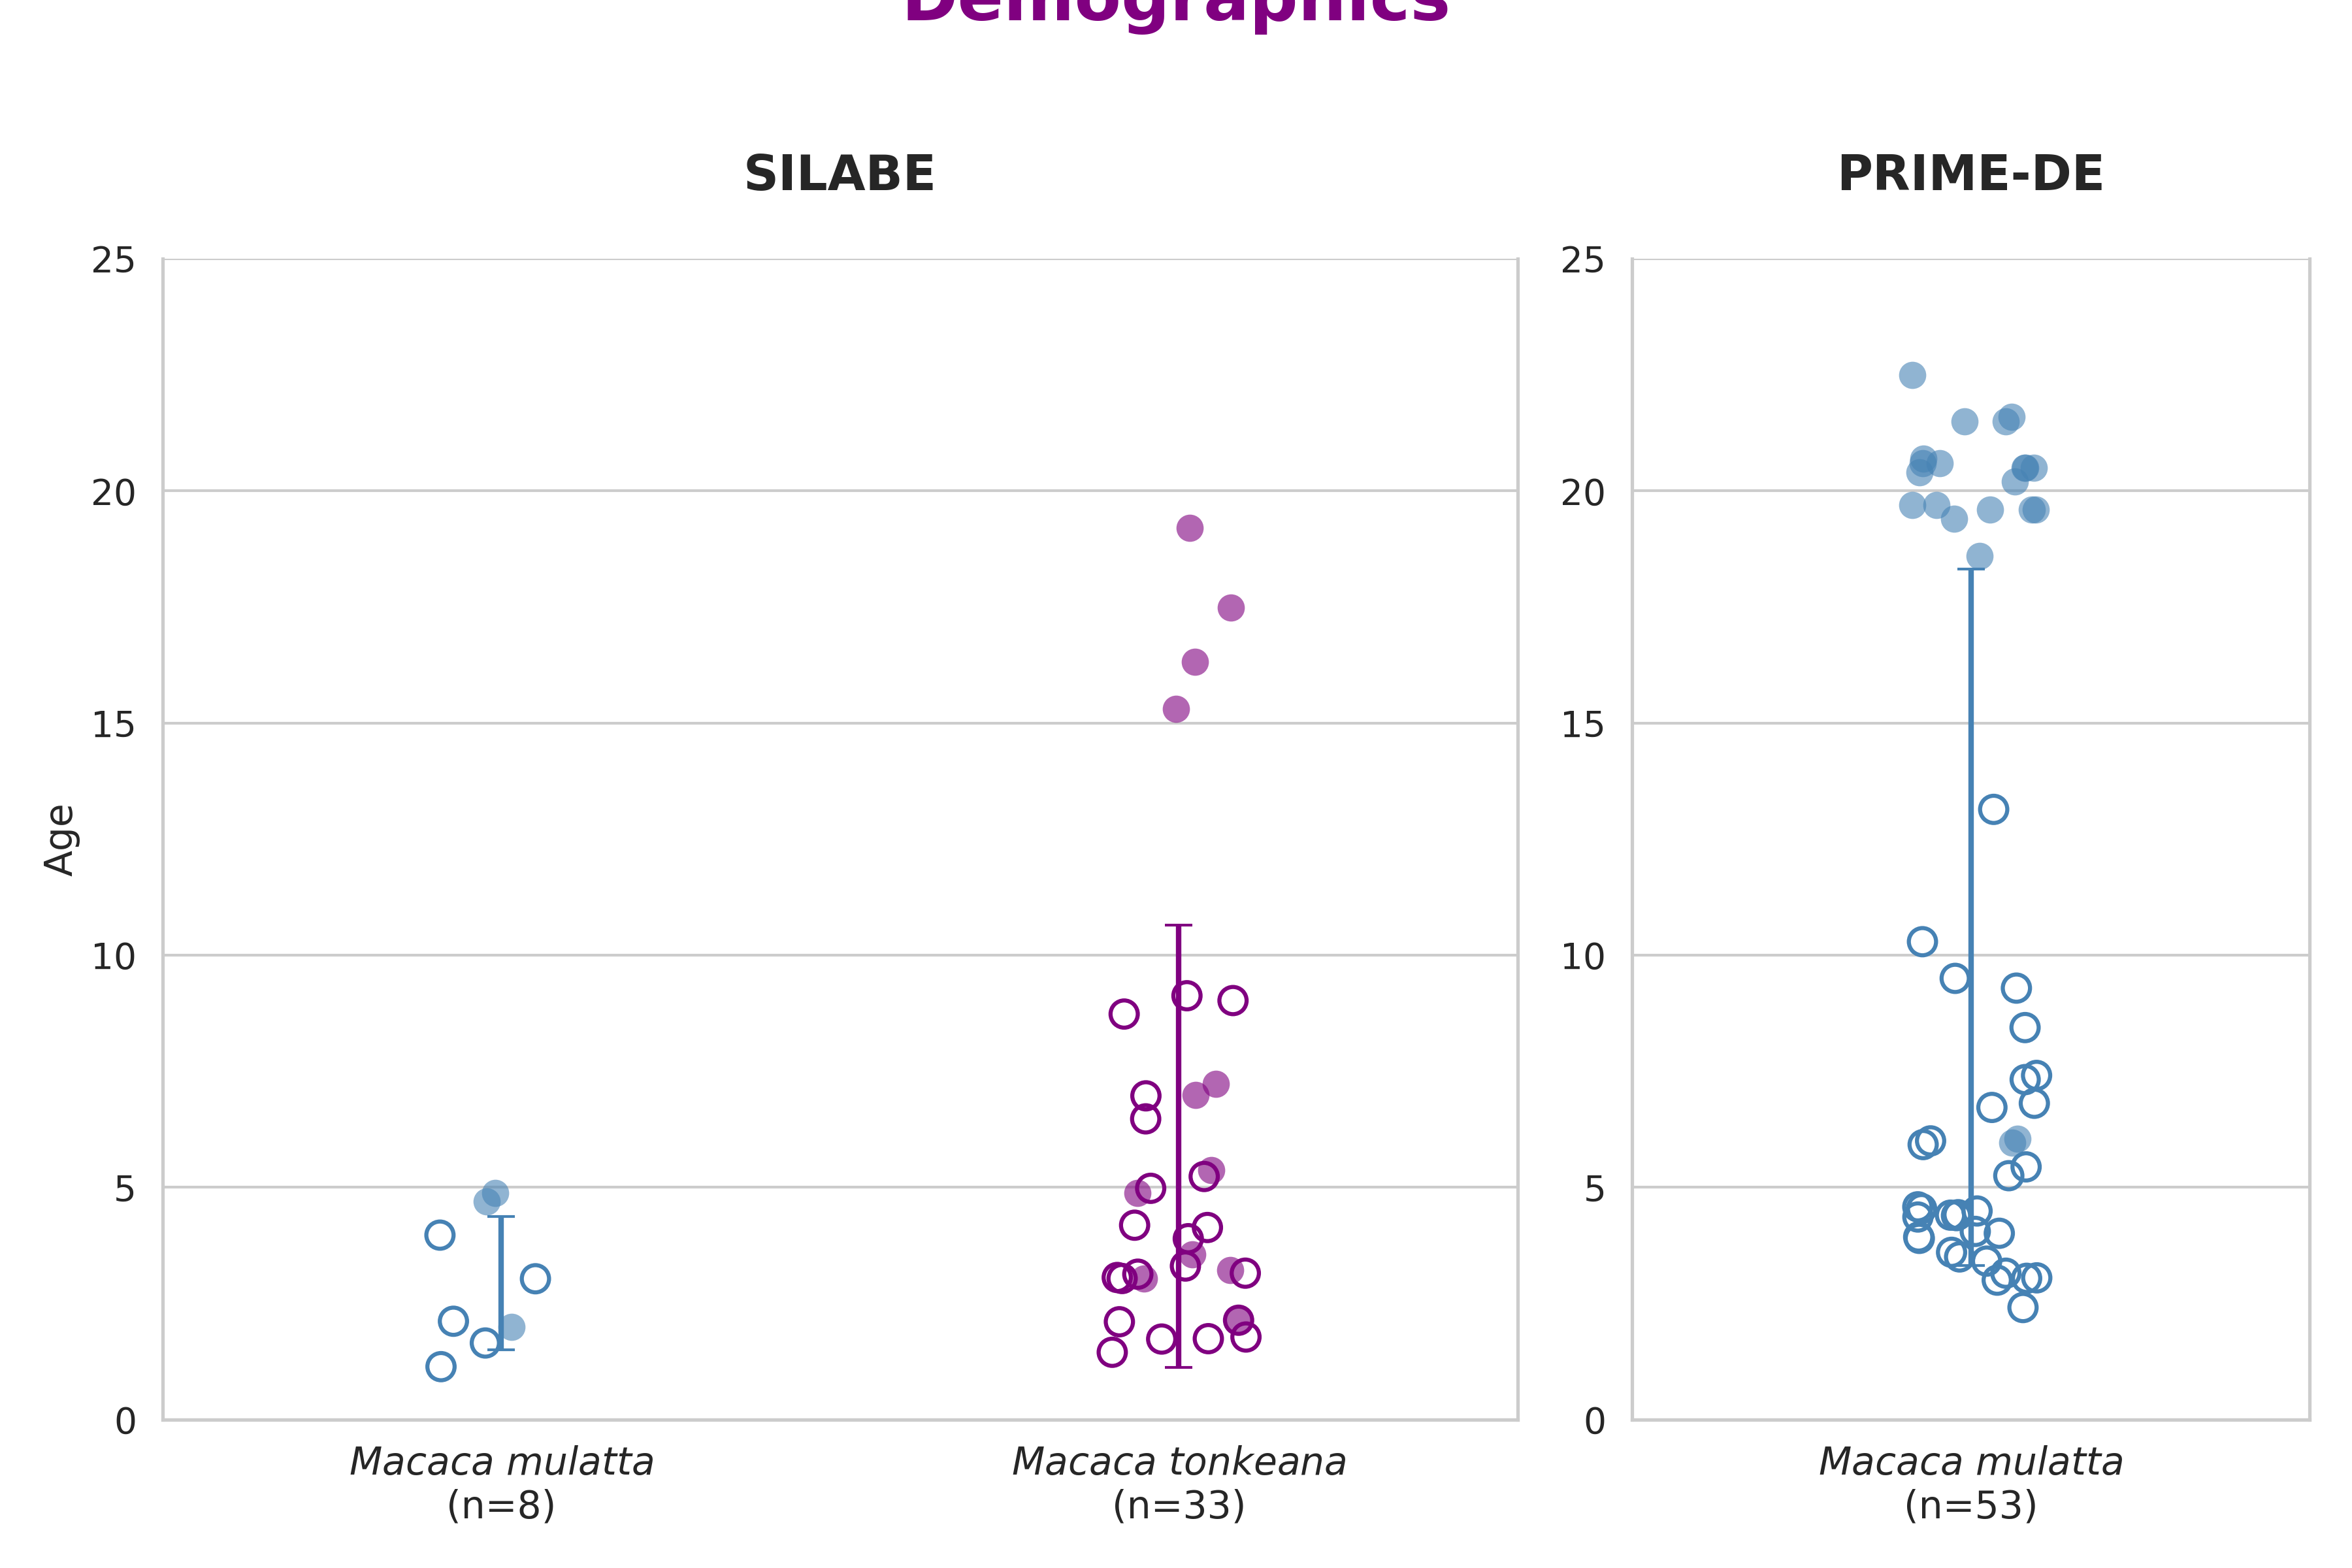 Demographics
SILABE
PRIME-DE
25
20
15
10
5
0
Age
25
20
15
10
5
0
Macaca mulatta
(n=8)
Macaca tonkeana
(n=33)
Macaca mulatta
(n=53)